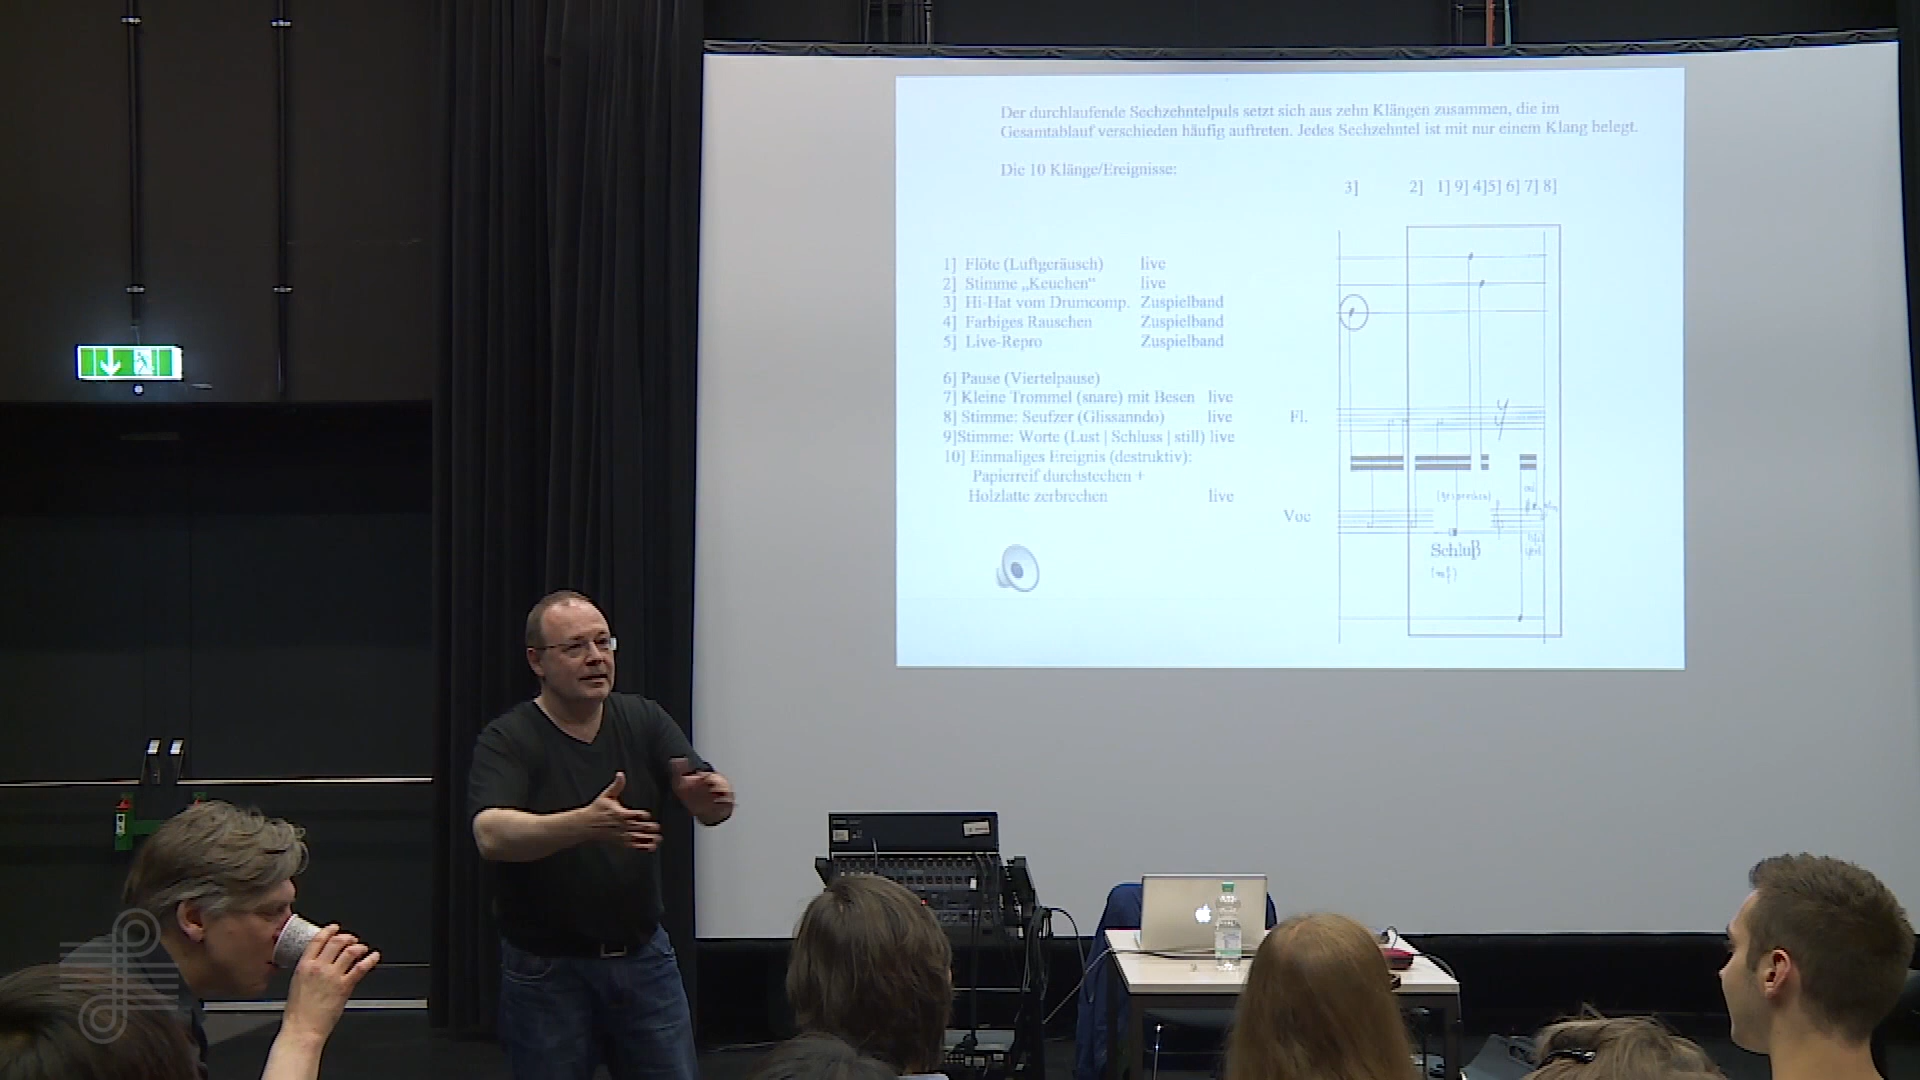 Der durchlaufende Sechzehntelpuls setzt sich aus zehn Klängen zusammen, die im
Gesamtablauf verschieden häufig auftreten. Jedes Sechzehntel ist mit nur einem Klang belegt.
Die 10 Klänge/Ereignisse:
3] 2] 1] 9] 4]5] 6] 7] 8]
1] Flöte (Luftgeräusch) live
2] Stimme „Keuchen“ live
3] Hi-Hat vom Drumcomp. Zuspielband
4] Farbiges Rauschen Zuspielband
5] Live-Repro Zuspielband
6] Pause (Viertelpause)
7] Kleine Trommel (snare) mit Besen live
8] Stimme: Seufzer (Glissanndo) live
9]Stimme: Worte (Lust | Schluss | still) live
10] Einmaliges Ereignis (destruktiv):
Papierreif durchstechen +
Holzlatte zerbrechen live
Fl.
(gesprochen)
Voc
Schluß
(mf)